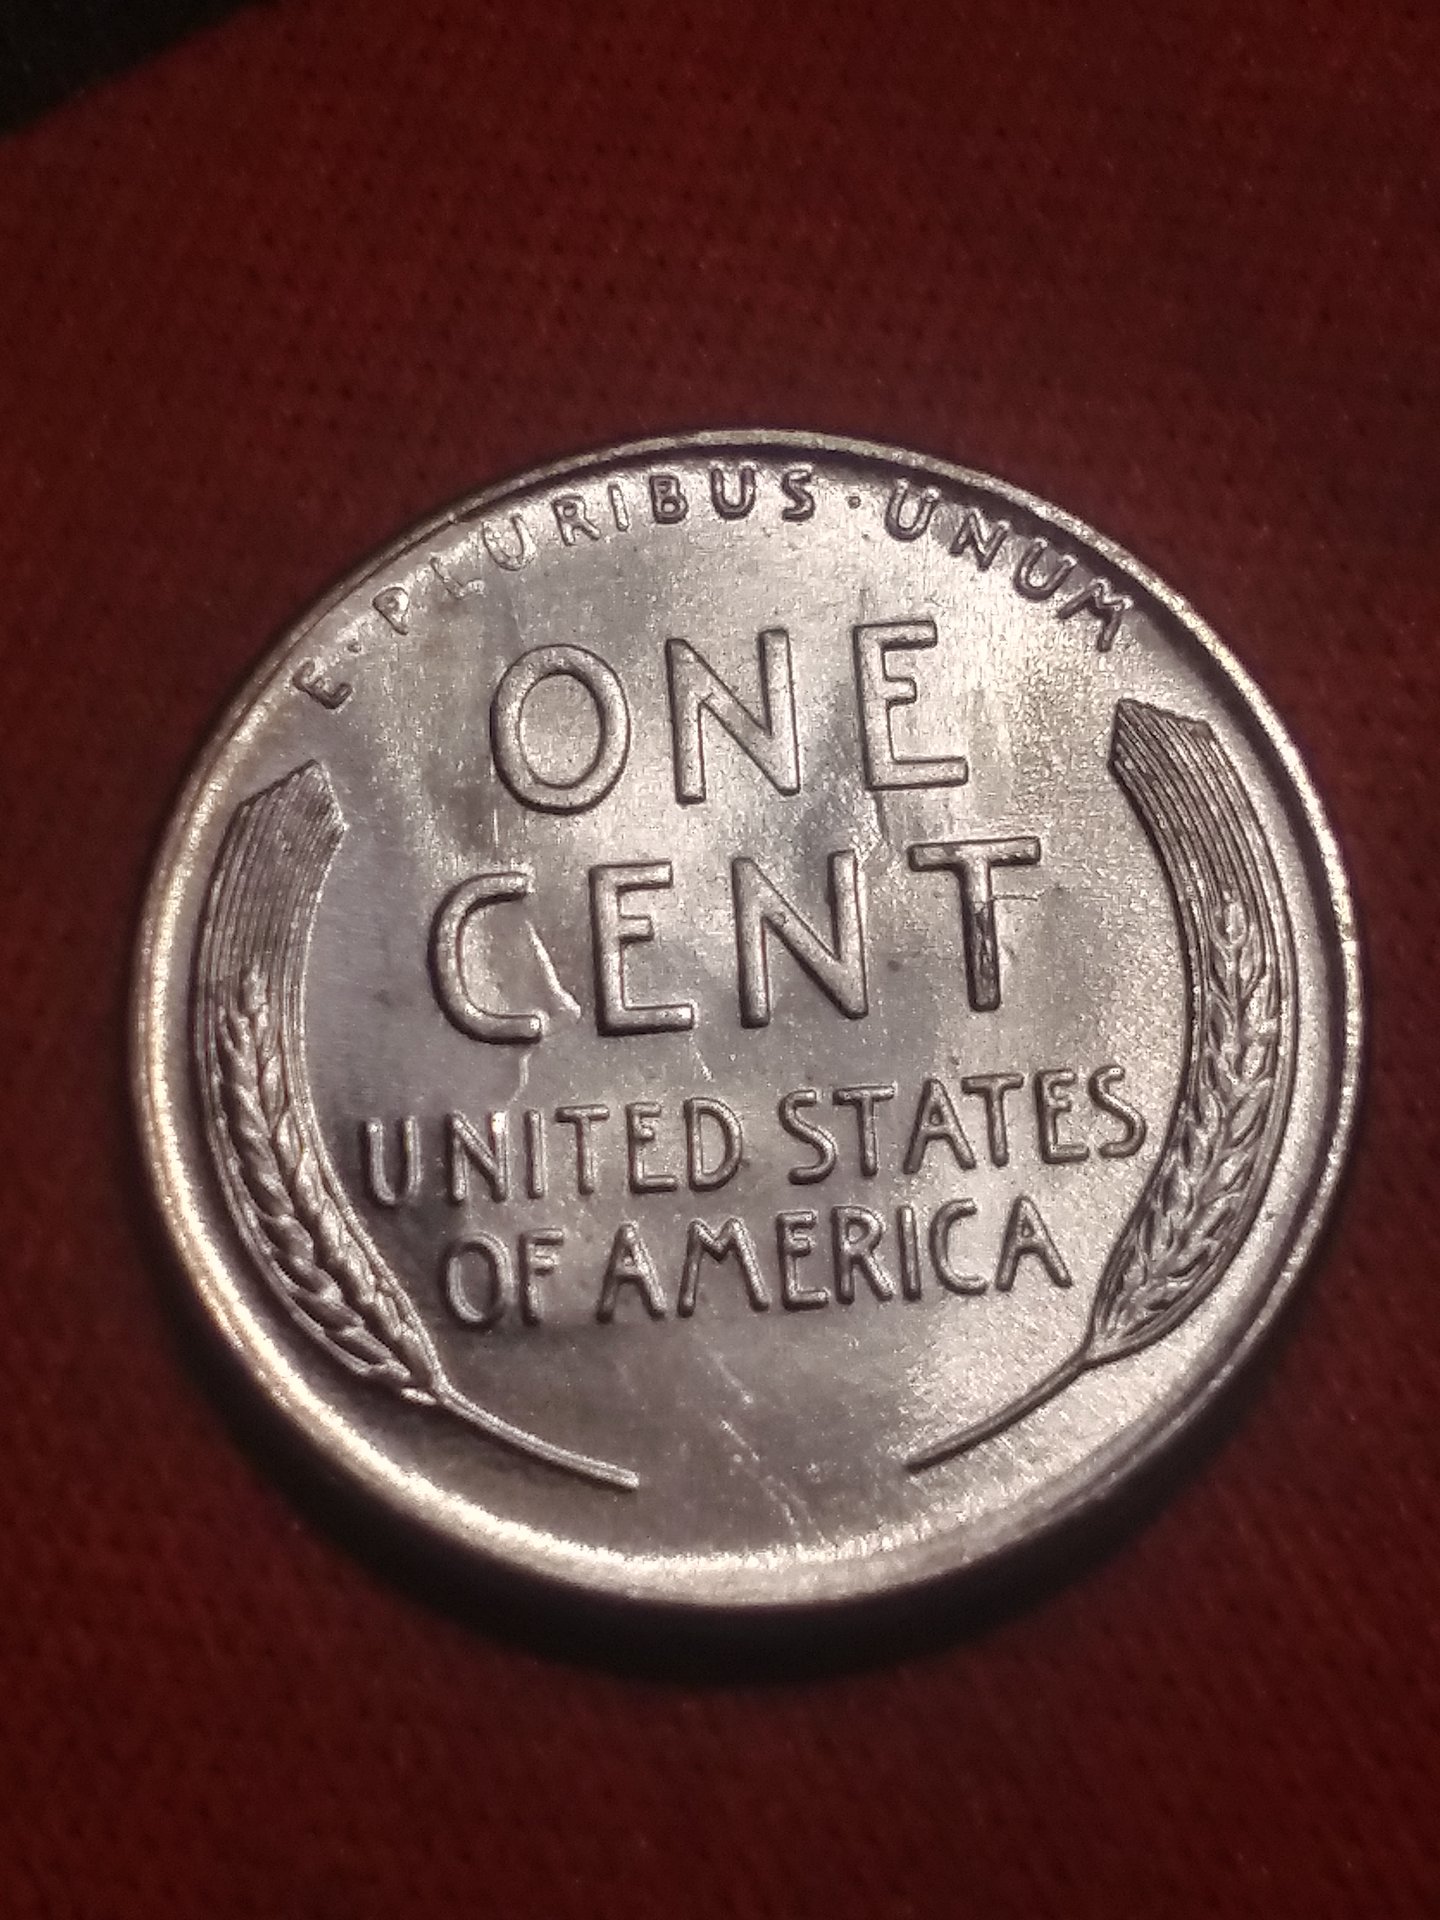 E·PLURIBUS·UNUM
ONE
CENT
UNITED STATES
OF AMERICA